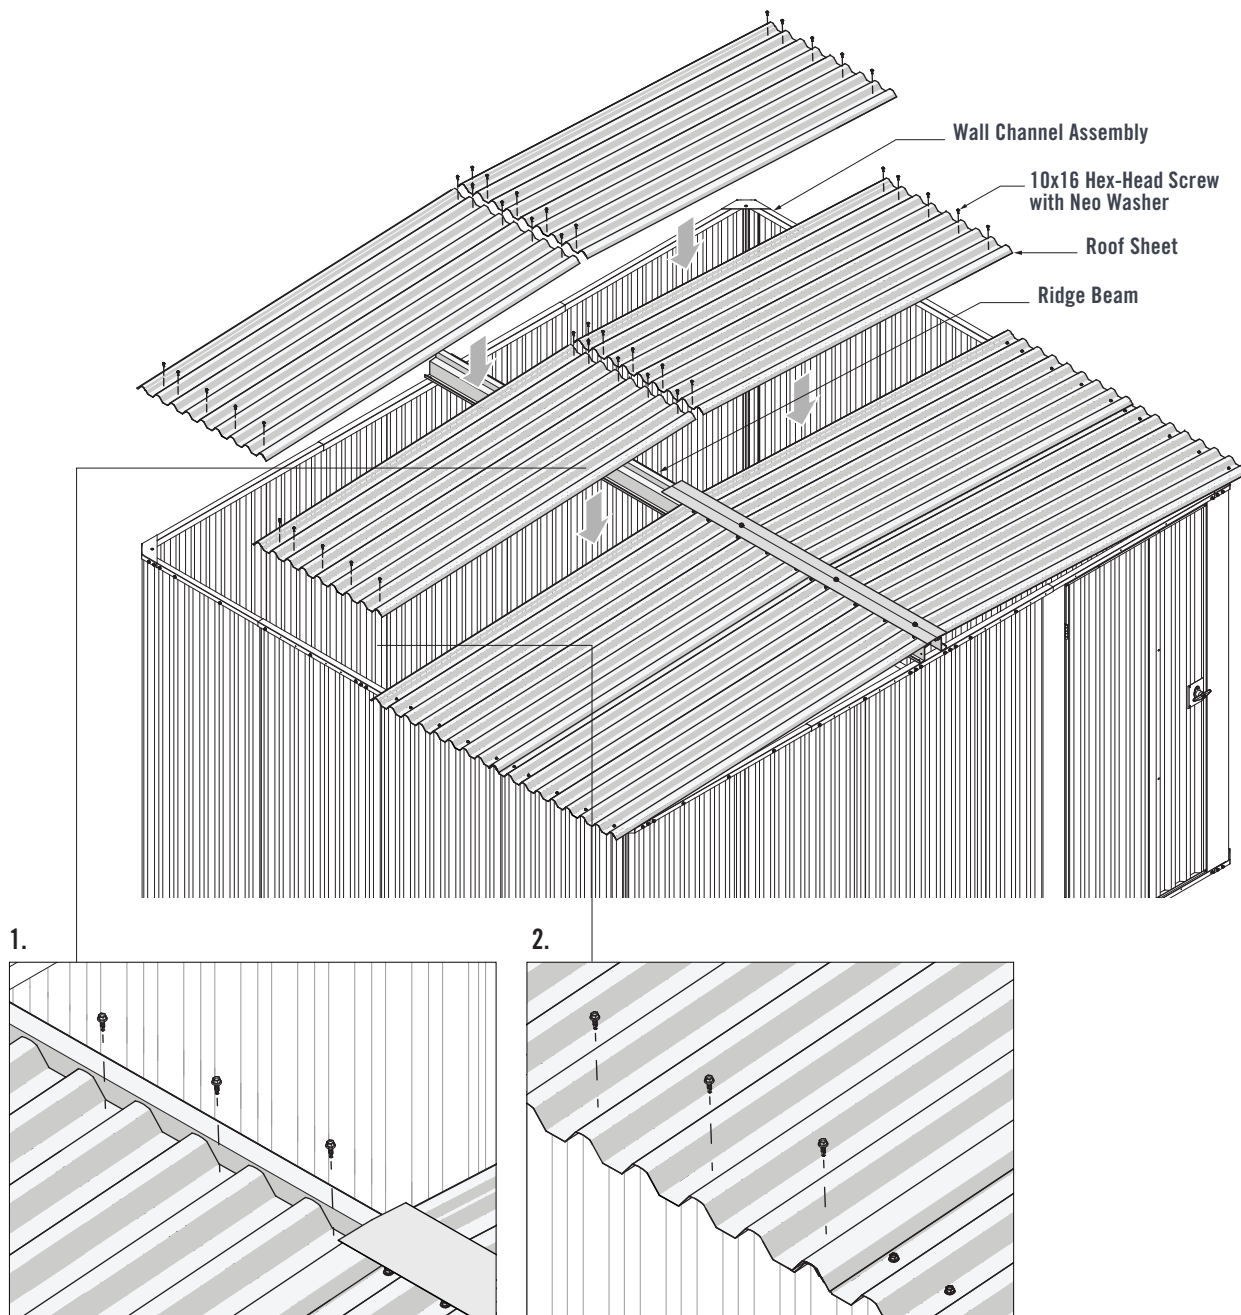 Wall Channel Assembly
10x16 Hex-Head Screw
with Neo Washer
Roof Sheet
Ridge Beam
1.
2.